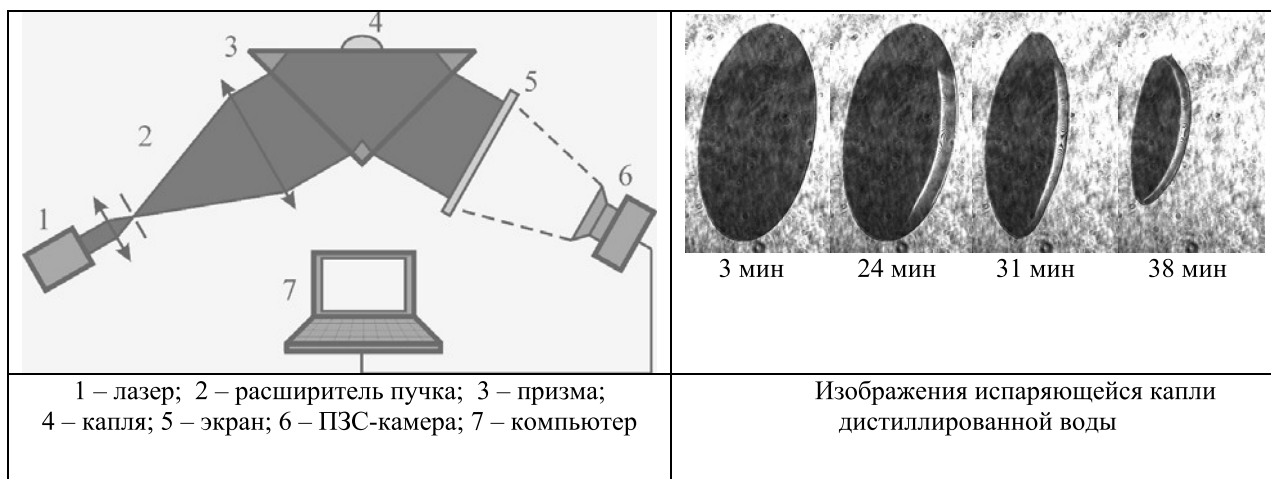 4
3
5
2
6
1
7
3 мин 24 мин 31 мин 38 мин
1 – лазер; 2 – расширитель пучка; 3 – призма;
4 – капля; 5 – экран; 6 – ПЗС-камера; 7 – компьютер
Изображения испаряющейся капли
дистиллированной воды